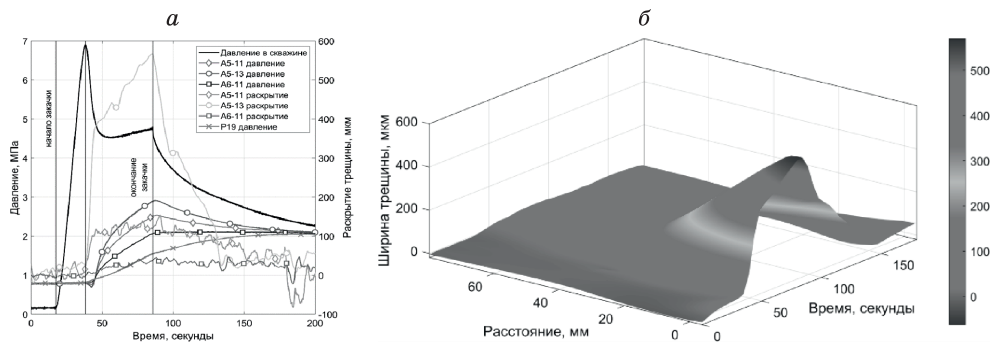 а
б
7
6
5
4
3
2
1
0
Давление, МПа
600
500
400
300
200
100
0
-100
Раскрытие трещины, мкм
0
50
100
150
200
Время, секунды
начало закачки
окончание
закачки
Давление в скважине
А5-11 давление
А5-13 давление
А6-11 давление
А5-11 раскрытие
А5-13 раскрытие
А6-11 раскрытие
Р19 давление
600
400
200
0
Ширина трещины, мкм
60
40
20
0
Расстояние, мм
0
50
100
150
Время, секунды
500
400
300
200
100
0